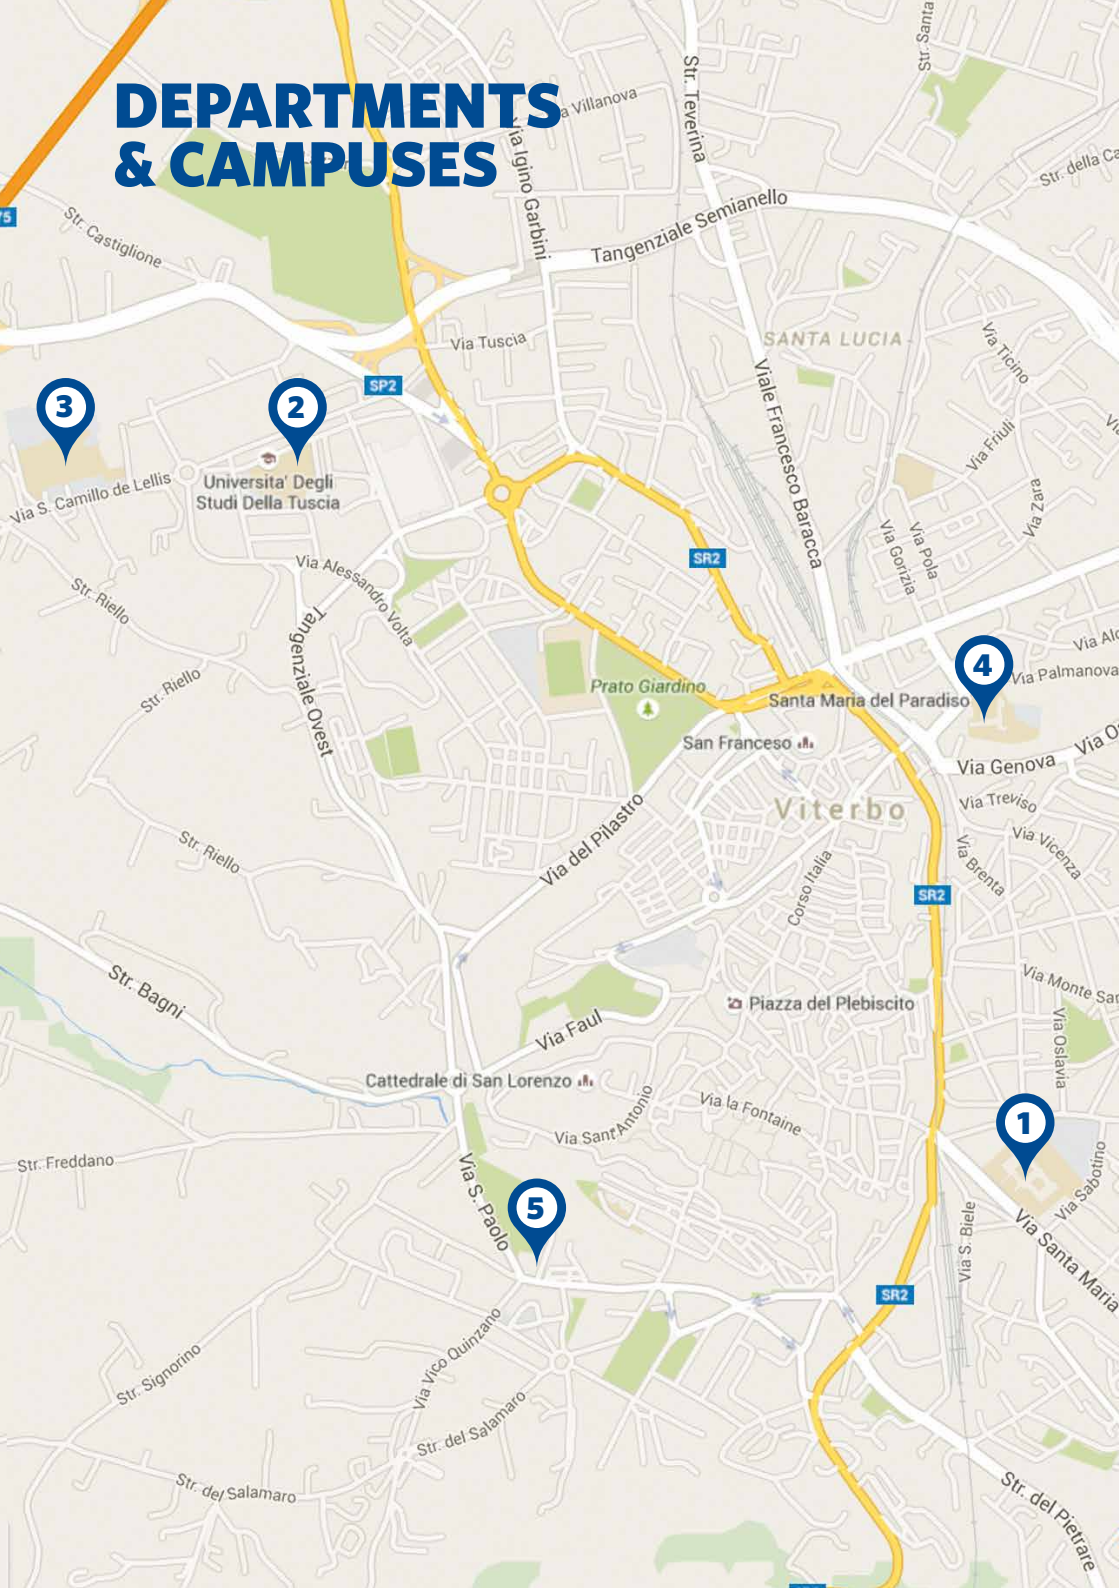 DEPARTMENTS
& CAMPUSES
Str. Santa
Str. Teverina
Villanova
Via Igino Garbini
Str. della Ca
Tangenziale Semianello
Str. Castiglione
Via Tuscia
SANTA LUCIA
Via Ticino
SP2
3
2
Viale Francesco Baracca
Via Friuli
Universita' Degli
Studi Della Tuscia
Via S. Camillo de Lellis
Via Zara
Via Pola
Via Gorizia
SR2
Via Alessandro Volta
Str. Riello
Tangenziale Ovest
Via Palmanova
4
Str. Riello
Prato Giardino
Santa Maria del Paradiso
San Franceso
Via Genova
Viterbo
Via Treviso
Via Vicenza
Via Brenta
Str. Riello
Via del Pilastro
Corso Italia
SR2
Str. Bagni
Via Monte San
Piazza del Plebiscito
Via Faul
Via Oslavia
Cattedrale di San Lorenzo
Via la Fontaine
Via Sant'Antonio
1
Str. Freddano
Via S. Paolo
Via Sabotino
5
Via S. Biele
Via Santa Maria
SR2
Via Vico Quinzano
Str. Signorino
Str. del Salamaro
Str. del Salamaro
Str. del Pietrare